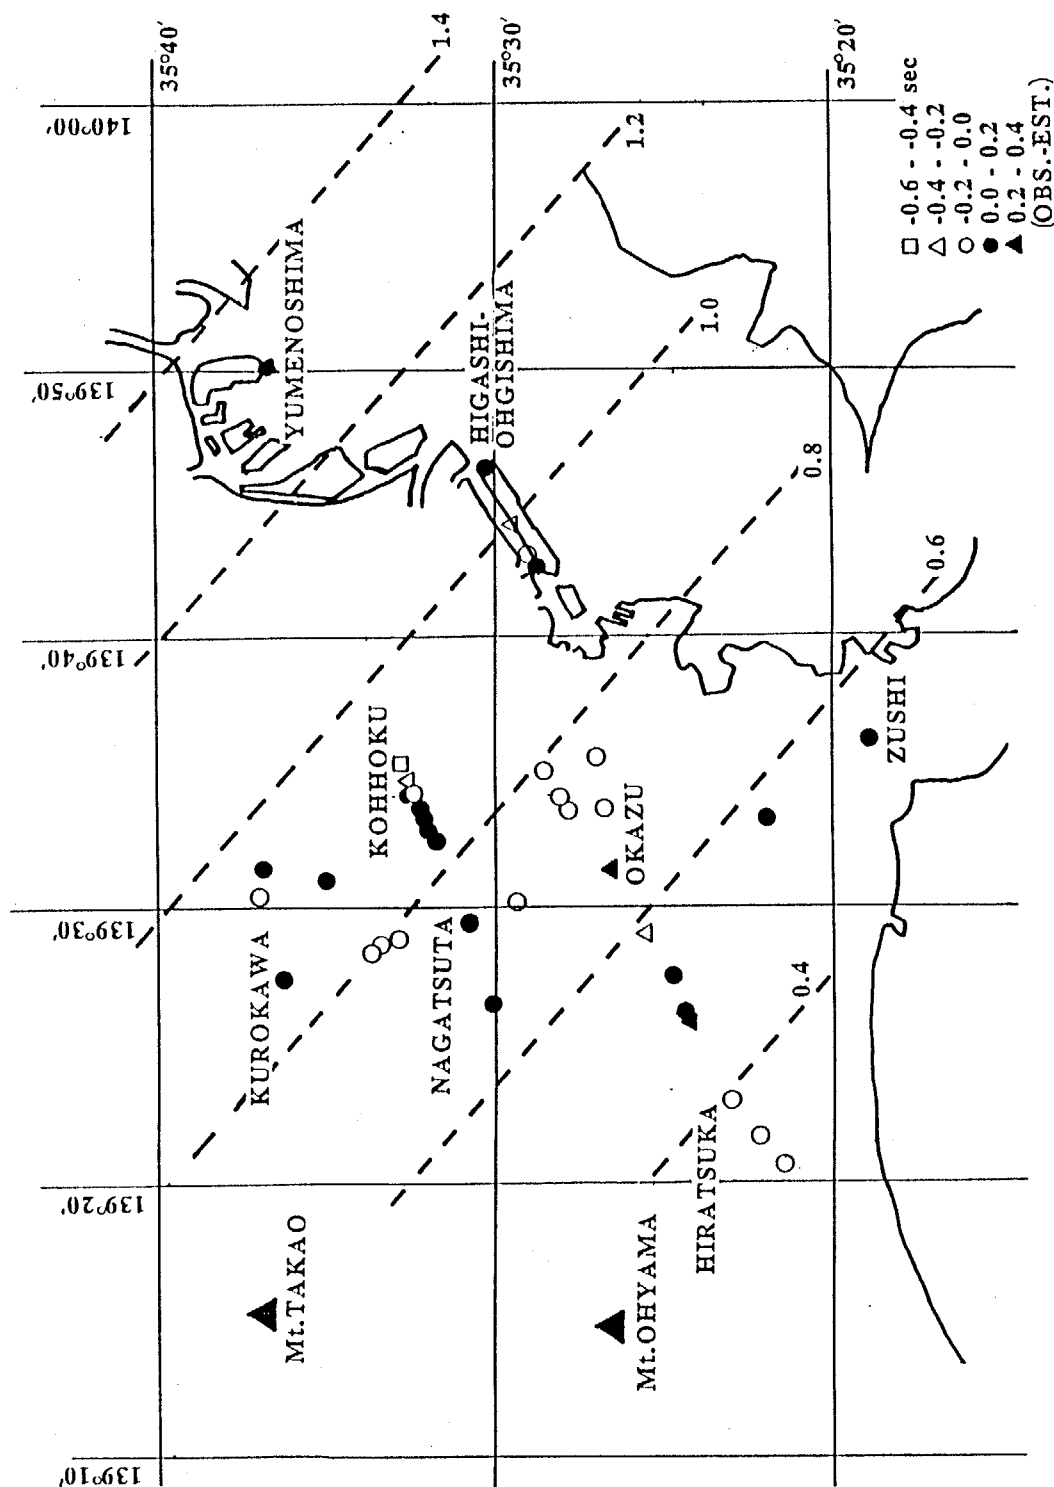 35°40′
35°30′
35°20′
140°00′
139°50′
139°40′
139°30′
139°20′
139°10′
1.4
1.2
1.0
0.8
0.6
0.4
YUMENOSHIMA
HIGASHI-
OHGISHIMA
KOHHOKU
KUROKAWA
NAGATSUTA
OKAZU
ZUSHI
HIRATSUKA
Mt.TAKAO
Mt.OHYAMA
□ -0.6 - -0.4 sec
△ -0.4 - -0.2
○ -0.2 - 0.0
● 0.0 - 0.2
▲ 0.2 - 0.4
(OBS.-EST.)